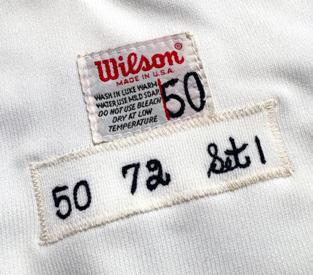 Wilson®
MADE IN U.S.A.
WASH IN LUKE WARM
WATER USE MILD SOAP
DO NOT USE BLEACH
DRY AT LOW
TEMPERATURE
50
50 72 Set 1